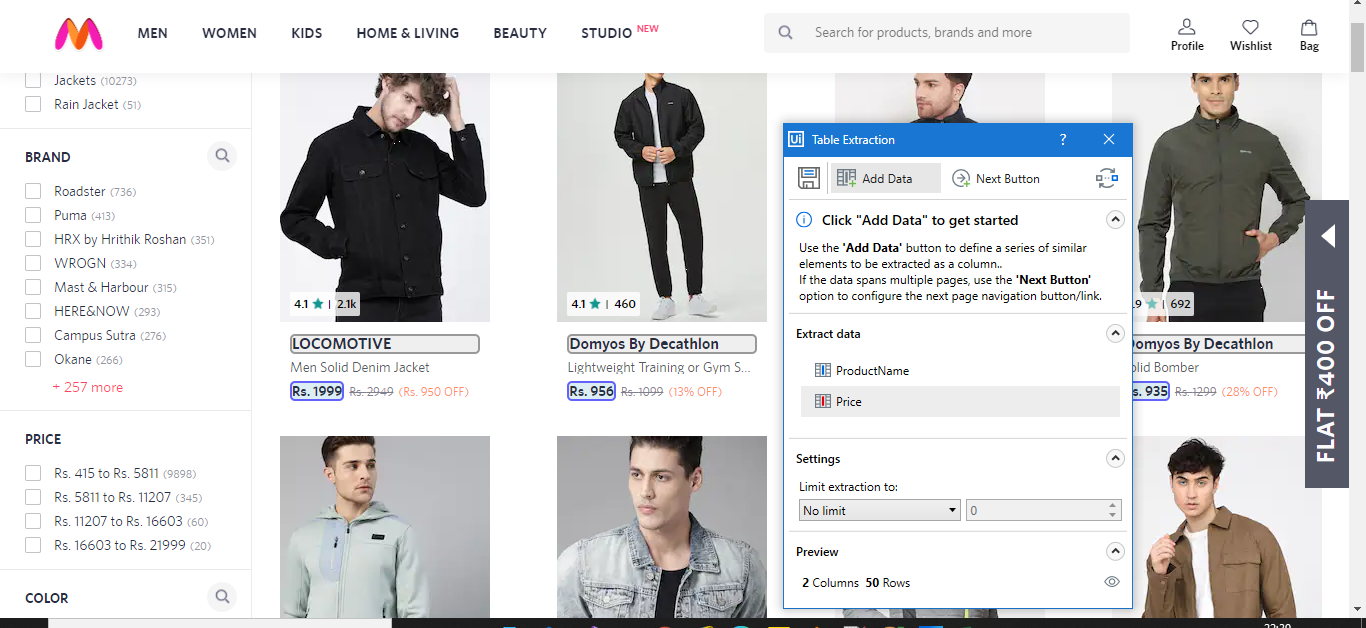 MEN WOMEN KIDS HOME & LIVING BEAUTY STUDIO NEW
Search for products, brands and more
Profile Wishlist Bag
Jackets (10273)
Rain Jacket (51)
BRAND
Roadster (736)
Puma (413)
HRX by Hrithik Roshan (351)
WROGN (334)
Mast & Harbour (315)
HERE&NOW (293)
Campus Sutra (276)
Okane (266)
+ 257 more
PRICE
Rs. 415 to Rs. 5811 (9898)
Rs. 5811 to Rs. 11207 (345)
Rs. 11207 to Rs. 16603 (60)
Rs. 16603 to Rs. 21999 (20)
COLOR
4.1 ★ | 2.1k
LOCOMOTIVE
Men Solid Denim Jacket
Rs. 1999 Rs. 2949 (Rs. 950 OFF)
4.1 ★ | 460
Domyos By Decathlon
Lightweight Training or Gym S...
Rs. 956 Rs. 1099 (13% OFF)
Ui Table Extraction ?
Add Data Next Button
Click "Add Data" to get started
Use the 'Add Data' button to define a series of similar
elements to be extracted as a column..
If the data spans multiple pages, use the 'Next Button'
option to configure the next page navigation button/link.
Extract data
ProductName
Price
Settings
Limit extraction to:
No limit 0
Preview
2 Columns 50 Rows
.9 ★ | 692
omyos By Decathlon
olid Bomber
s. 935 Rs. 1299 (28% OFF)
FLAT ₹400 OFF